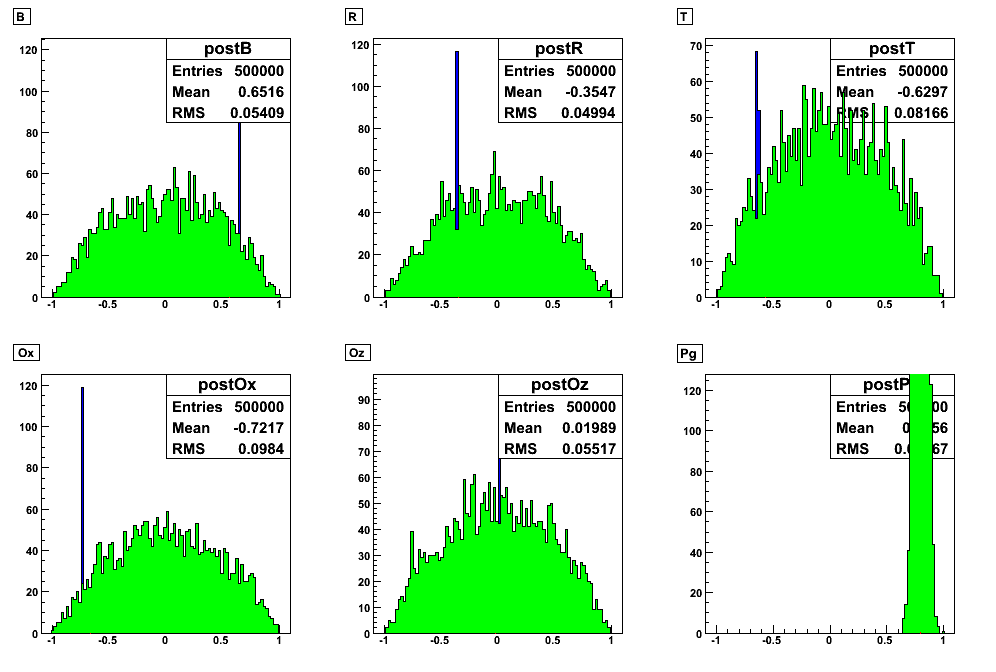 B
postB
Entries 500000
Mean 0.6516
RMS 0.05409
120
100
80
60
40
20
0
-1 -0.5 0 0.5 1
R
postR
Entries 500000
Mean -0.3547
RMS 0.04994
120
100
80
60
40
20
0
-1 -0.5 0 0.5 1
T
postT
Entries 500000
Mean -0.6297
RMS 0.08166
70
60
50
40
30
20
10
0
-1 -0.5 0 0.5 1
Ox
postOx
Entries 500000
Mean -0.7217
RMS 0.0984
120
100
80
60
40
20
0
-1 -0.5 0 0.5 1
Oz
postOz
Entries 500000
Mean 0.01989
RMS 0.05517
90
80
70
60
50
40
30
20
10
0
-1 -0.5 0 0.5 1
Pg
Entries
Mean
RMS
120
100
80
60
40
20
0
-1 -0.5 0 0.5 1